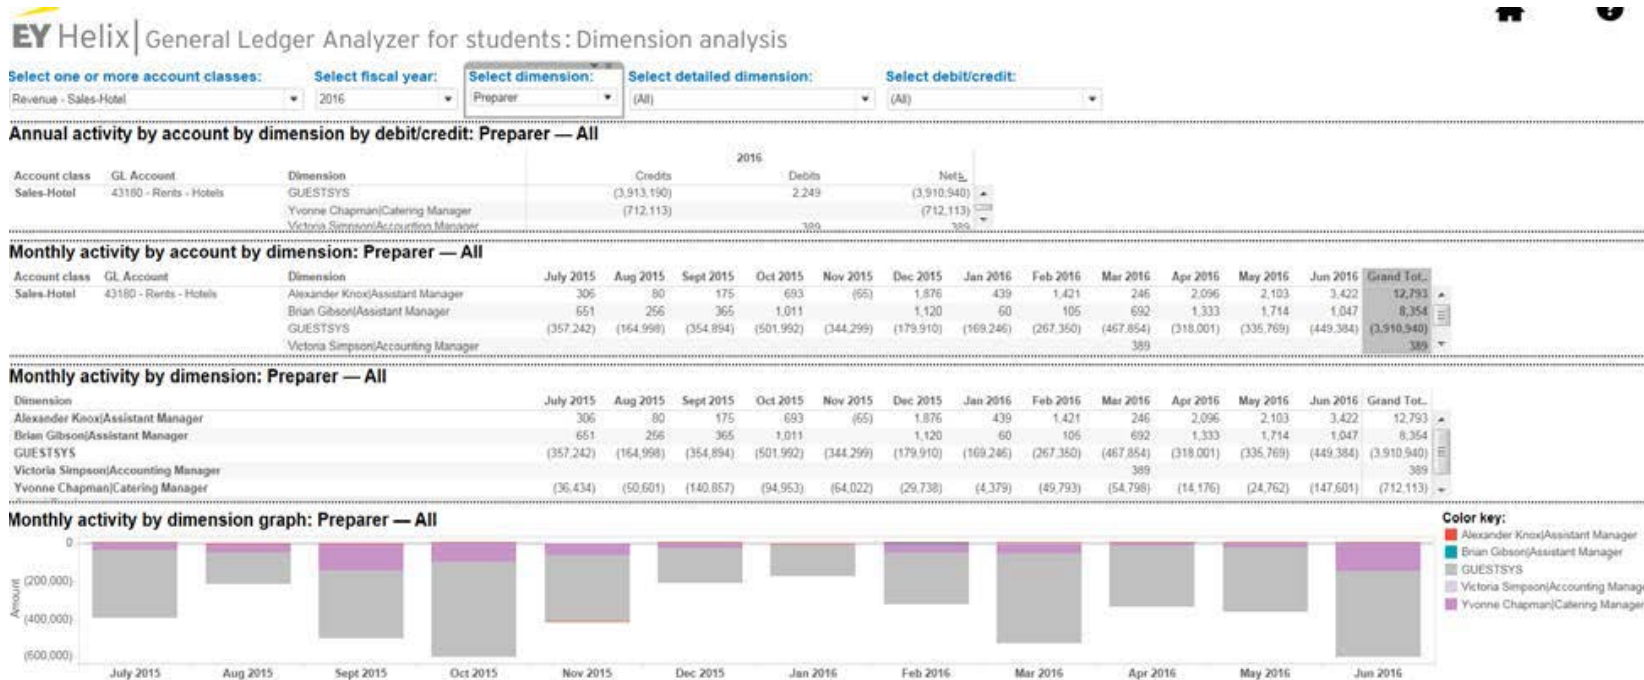 EY Helix | General Ledger Analyzer for students: Dimension analysis
Select one or more account classes: Select fiscal year: Select dimension: Select detailed dimension: Select debit/credit:
Revenue - Sales-Hotel 2016 Preparer (All) (All)
Annual activity by account by dimension by debit/credit: Preparer — All
2016
Account class GL Account Dimension Credits Debits Net
Sales-Hotel 43180 - Rents - Hotels GUESTSYS (3,913,190) 2,249 (3,910,940)
Yvonne Chapman|Catering Manager (712,113) (712,113)
Victoria Simpson|Accounting Manager 389 389
Monthly activity by account by dimension: Preparer — All
Account class GL Account Dimension July 2015 Aug 2015 Sept 2015 Oct 2015 Nov 2015 Dec 2015 Jan 2016 Feb 2016 Mar 2016 Apr 2016 May 2016 Jun 2016 Grand Tot..
Sales-Hotel 43180 - Rents - Hotels Alexander Knox|Assistant Manager 306 80 175 693 (65) 1,876 439 1,421 246 2,096 2,103 3,422 12,793
Brian Gibson|Assistant Manager 651 256 365 1,011 1,120 60 105 692 1,333 1,714 1,047 8,354
GUESTSYS (357,242) (164,998) (354,894) (501,992) (344,299) (179,910) (169,246) (267,350) (467,854) (318,001) (335,769) (449,384) (3,910,940)
Victoria Simpson|Accounting Manager 389 389
Monthly activity by dimension: Preparer — All
Dimension July 2015 Aug 2015 Sept 2015 Oct 2015 Nov 2015 Dec 2015 Jan 2016 Feb 2016 Mar 2016 Apr 2016 May 2016 Jun 2016 Grand Tot..
Alexander Knox|Assistant Manager 306 80 175 693 (65) 1,876 439 1,421 246 2,096 2,103 3,422 12,793
Brian Gibson|Assistant Manager 651 256 365 1,011 1,120 60 105 692 1,333 1,714 1,047 8,354
GUESTSYS (357,242) (164,998) (354,894) (501,992) (344,299) (179,910) (169,246) (267,350) (467,854) (318,001) (335,769) (449,384) (3,910,940)
Victoria Simpson|Accounting Manager 389 389
Yvonne Chapman|Catering Manager (36,434) (50,601) (140,857) (94,953) (64,022) (29,738) (4,379) (49,793) (54,798) (14,176) (24,762) (147,601) (712,113)
Monthly activity by dimension graph: Preparer — All
Color key:
Alexander Knox|Assistant Manager
Brian Gibson|Assistant Manager
GUESTSYS
Victoria Simpson|Accounting Manage
Yvonne Chapman|Catering Manager
Amount
0
(200,000)
(400,000)
(600,000)
July 2015 Aug 2015 Sept 2015 Oct 2015 Nov 2015 Dec 2015 Jan 2016 Feb 2016 Mar 2016 Apr 2016 May 2016 Jun 2016